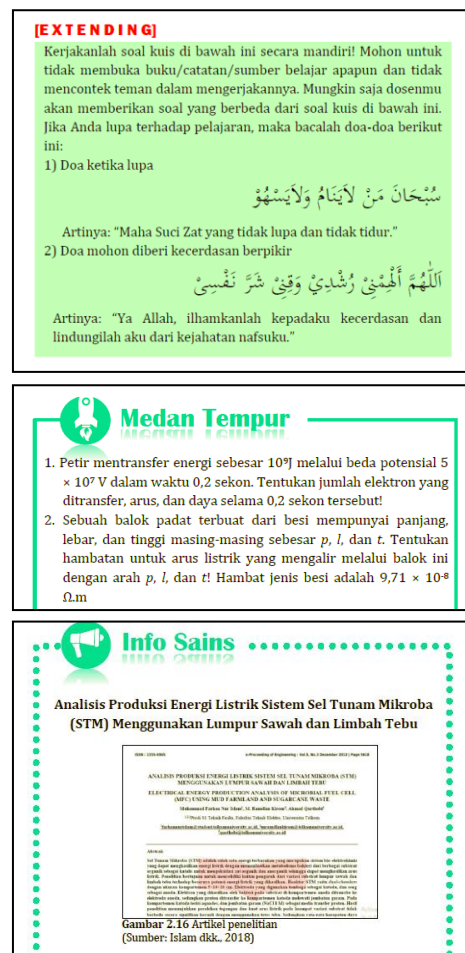 [EXTENDING]
Kerjakanlah soal kuis di bawah ini secara mandiri! Mohon untuk
tidak membuka buku/catatan/sumber belajar apapun dan tidak
mencontek teman dalam mengerjakannya. Mungkin saja dosenmu
akan memberikan soal yang berbeda dari soal kuis di bawah ini.
Jika Anda lupa terhadap pelajaran, maka bacalah doa-doa berikut
ini:
1) Doa ketika lupa
سُبْحَانَ مَنْ لاَيَنَامُ وَلاَيَسْهُوْ
Artinya: “Maha Suci Zat yang tidak lupa dan tidak tidur.”
2) Doa mohon diberi kecerdasan berpikir
اَللّٰهُمَّ أَلْهِمْنِيْ رُشْدِيْ وَقِنِيْ شَرَّ نَفْسِيْ
Artinya: “Ya Allah, ilhamkanlah kepadaku kecerdasan dan
lindungilah aku dari kejahatan nafsuku.”
Medan Tempur
1. Petir mentransfer energi sebesar 10⁹J melalui beda potensial 5
× 10⁷ V dalam waktu 0,2 sekon. Tentukan jumlah elektron yang
ditransfer, arus, dan daya selama 0,2 sekon tersebut!
2. Sebuah balok padat terbuat dari besi mempunyai panjang,
lebar, dan tinggi masing-masing sebesar p, l, dan t. Tentukan
hambatan untuk arus listrik yang mengalir melalui balok ini
dengan arah p, l, dan t! Hambat jenis besi adalah 9,71 × 10⁻⁸
Ω.m
Info Sains
Analisis Produksi Energi Listrik Sistem Sel Tunam Mikroba
(STM) Menggunakan Lumpur Sawah dan Limbah Tebu
ANALISIS PRODUKSI ENERGI LISTRIK SISTEM SEL TUNAM MIKROBA (STM)
MENGGUNAKAN LUMPUR SAWAH DAN LIMBAH TEBU
ELECTRICAL ENERGY PRODUCTION ANALYSIS OF MICROBIAL FUEL CELL
(MFC) USING MUD FARMLAND AND SUGARCANE WASTE
Abstrak
Gambar 2.16 Artikel penelitian
(Sumber: Islam dkk., 2018)